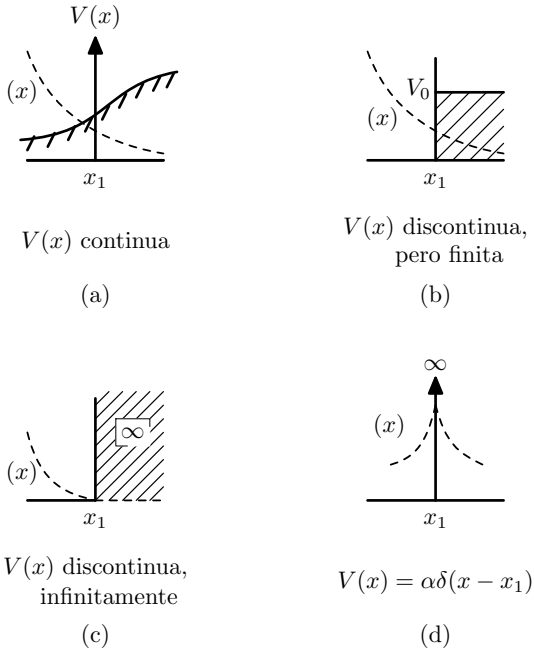 V(x)
(x)
x₁
V(x) continua
(a)
V₀
(x)
x₁
V(x) discontinua,
pero finita
(b)
(x)
∞
x₁
V(x) discontinua,
infinitamente
(c)
∞
(x)
x₁
V(x) = αδ(x − x₁)
(d)